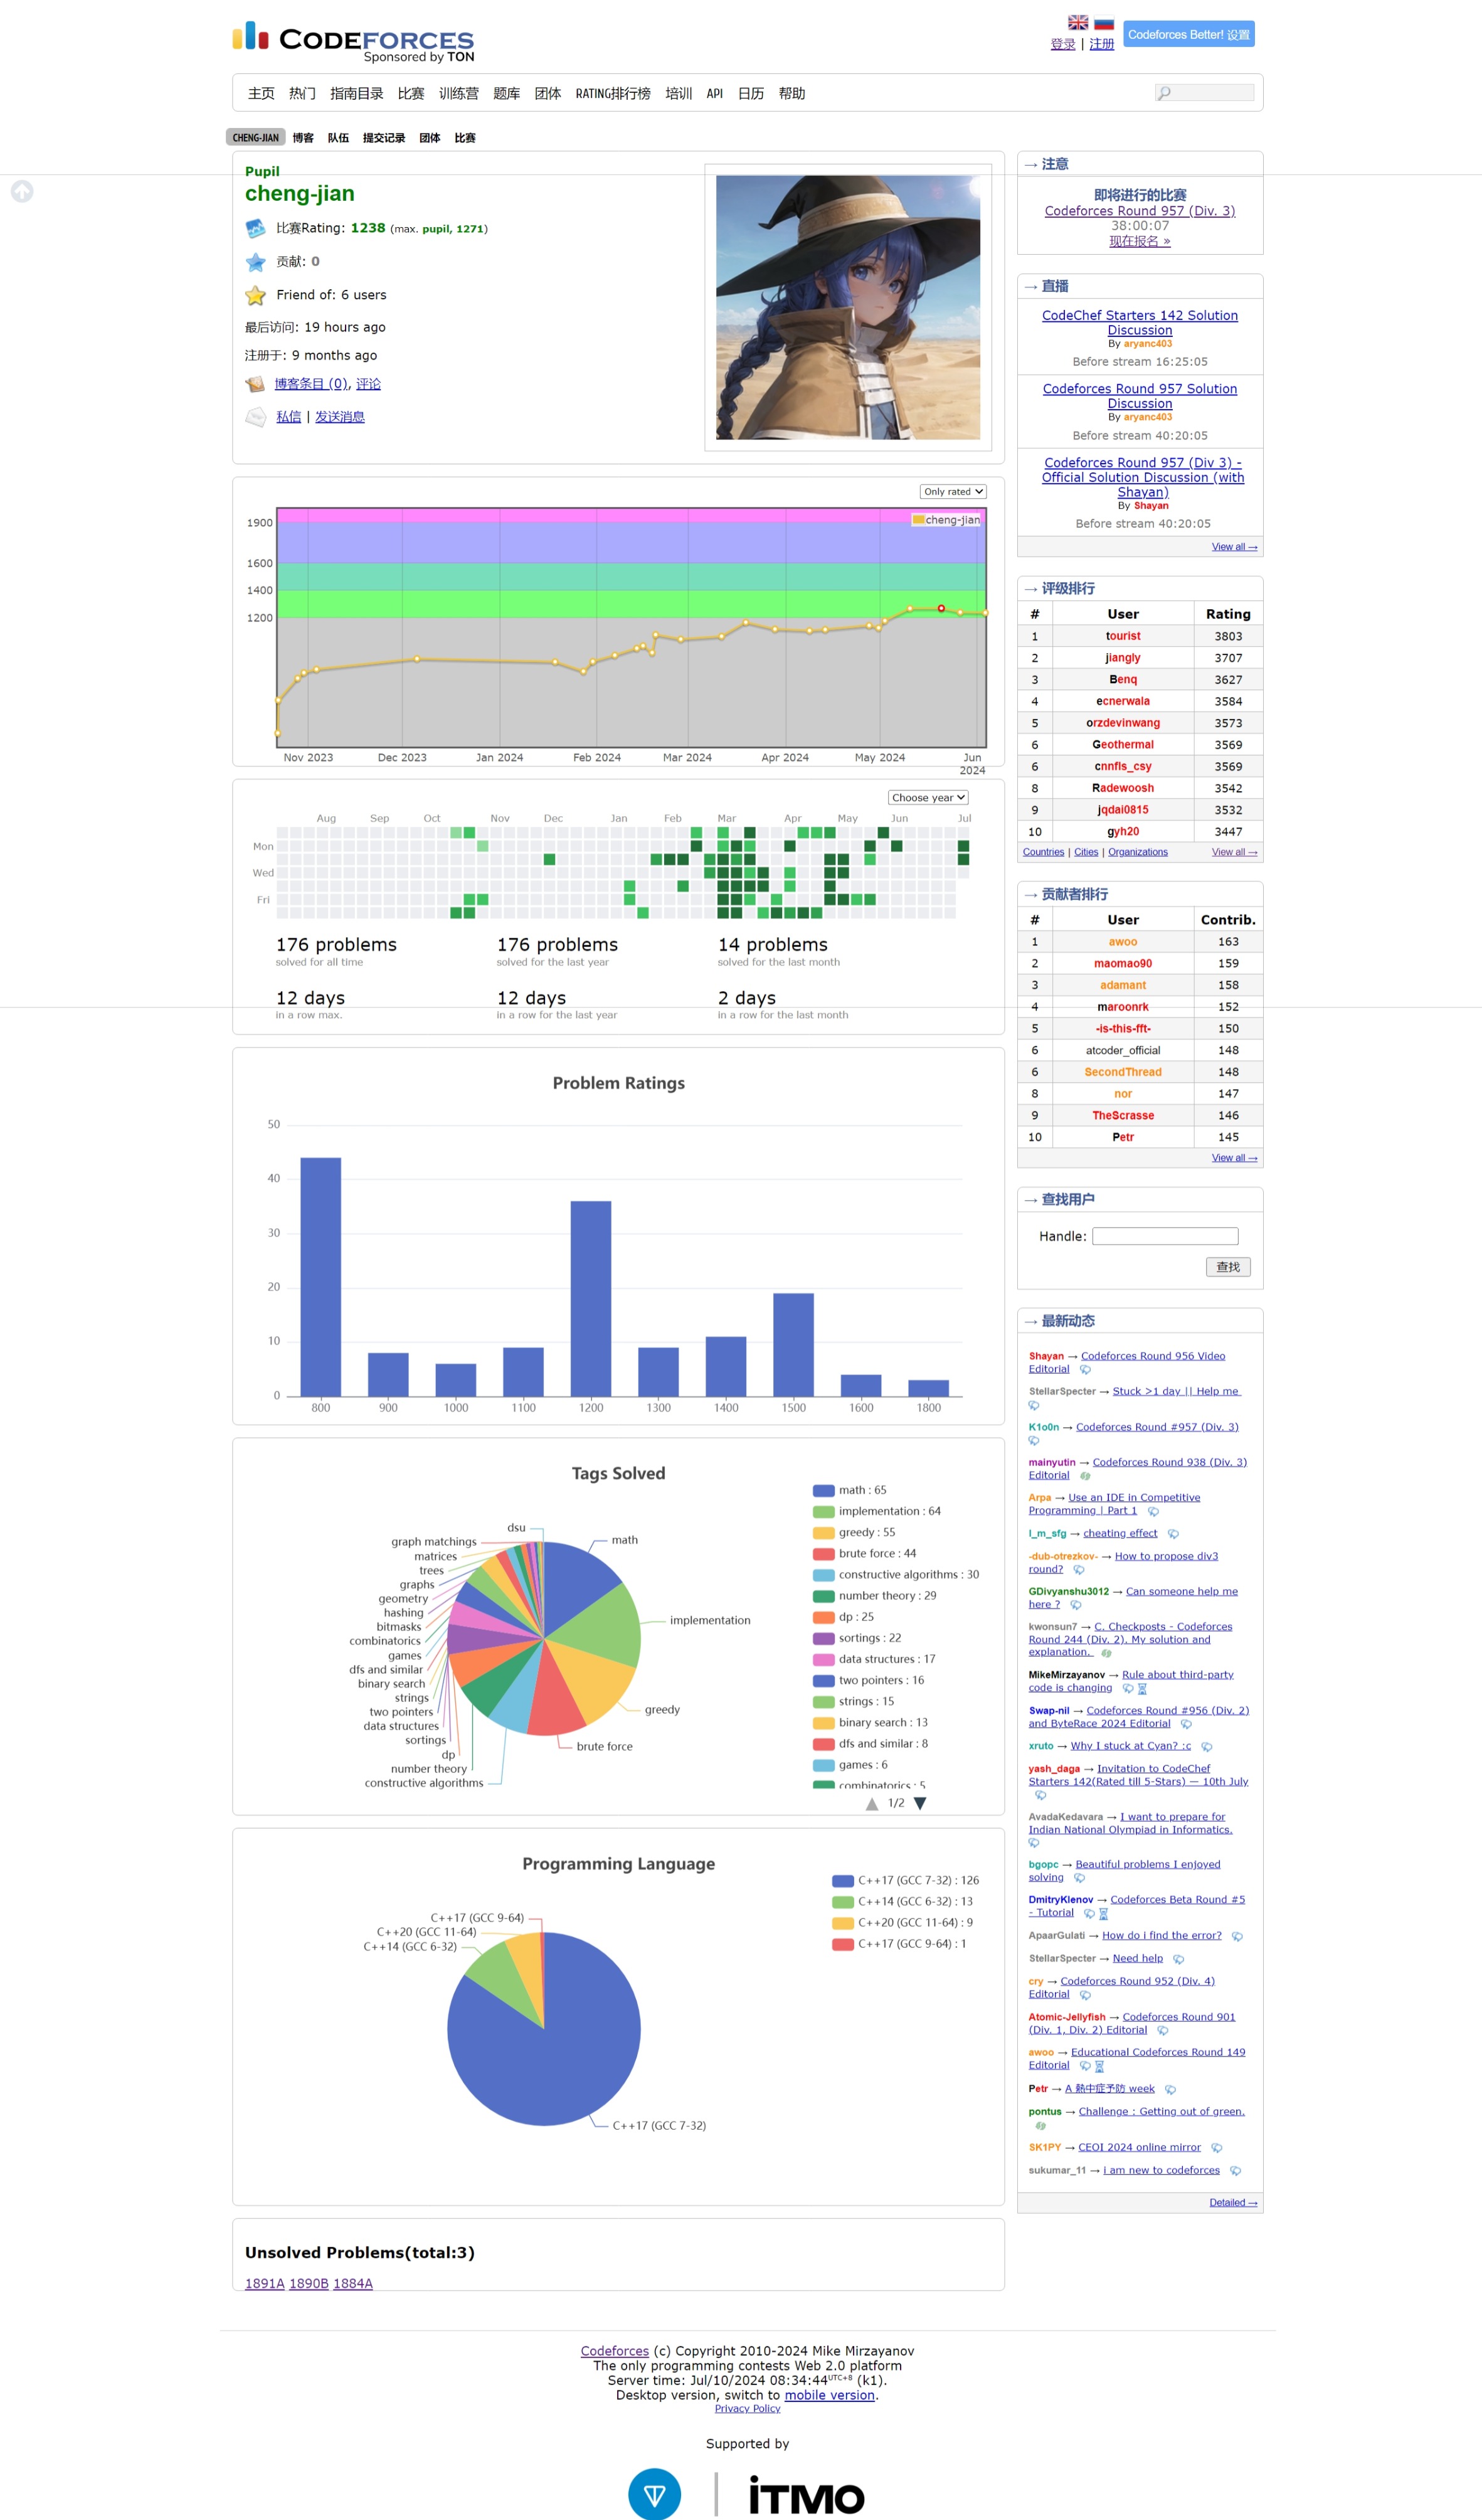 CODEFORCES
Sponsored by TON
登录 | 注册
Codeforces Better! 设置
主页 热门 指南目录 比赛 训练营 题库 团体 RATING排行榜 培训 API 日历 帮助
CHENG-JIAN 博客 队伍 提交记录 团体 比赛
Pupil
cheng-jian
比赛Rating: 1238 (max. pupil, 1271)
贡献: 0
Friend of: 6 users
最后访问: 19 hours ago
注册于: 9 months ago
博客条目 (0), 评论
私信 | 发送消息
Only rated
cheng-jian
1900
1600
1400
1200
Nov 2023 Dec 2023 Jan 2024 Feb 2024 Mar 2024 Apr 2024 May 2024 Jun 2024
Choose year
Aug Sep Oct Nov Dec Jan Feb Mar Apr May Jun Jul
Mon
Wed
Fri
176 problems
solved for all time
176 problems
solved for the last year
14 problems
solved for the last month
12 days
in a row max.
12 days
in a row for the last year
2 days
in a row for the last month
Problem Ratings
50
40
30
20
10
0
800 900 1000 1100 1200 1300 1400 1500 1600 1800
Tags Solved
dsu
graph matchings
matrices
trees
graphs
geometry
hashing
bitmasks
combinatorics
games
dfs and similar
binary search
strings
two pointers
data structures
sortings
dp
number theory
constructive algorithms
math
implementation
greedy
brute force
math : 65
implementation : 64
greedy : 55
brute force : 44
constructive algorithms : 30
number theory : 29
dp : 25
sortings : 22
data structures : 17
two pointers : 16
strings : 15
binary search : 13
dfs and similar : 8
games : 6
combinatorics : 5
1/2
Programming Language
C++17 (GCC 9-64)
C++20 (GCC 11-64)
C++14 (GCC 6-32)
C++17 (GCC 7-32)
C++17 (GCC 7-32) : 126
C++14 (GCC 6-32) : 13
C++20 (GCC 11-64) : 9
C++17 (GCC 9-64) : 1
Unsolved Problems(total:3)
1891A 1890B 1884A
→ 注意
即将进行的比赛
Codeforces Round 957 (Div. 3)
38:00:07
现在报名 »
→ 直播
CodeChef Starters 142 Solution
Discussion
By aryanc403
Before stream 16:25:05
Codeforces Round 957 Solution
Discussion
By aryanc403
Before stream 40:20:05
Codeforces Round 957 (Div 3) -
Official Solution Discussion (with
Shayan)
By Shayan
Before stream 40:20:05
View all →
→ 评级排行
# User Rating
1 tourist 3803
2 jiangly 3707
3 Benq 3627
4 ecnerwala 3584
5 orzdevinwang 3573
6 Geothermal 3569
6 cnnfls_csy 3569
8 Radewoosh 3542
9 jqdai0815 3532
10 gyh20 3447
Countries | Cities | Organizations View all →
→ 贡献者排行
# User Contrib.
1 awoo 163
2 maomao90 159
3 adamant 158
4 maroonrk 152
5 -is-this-fft- 150
6 atcoder_official 148
6 SecondThread 148
8 nor 147
9 TheScrasse 146
10 Petr 145
View all →
→ 查找用户
Handle:
查找
→ 最新动态
Shayan → Codeforces Round 956 Video
Editorial
StellarSpecter → Stuck >1 day || Help me
K1o0n → Codeforces Round #957 (Div. 3)
mainyutin → Codeforces Round 938 (Div. 3)
Editorial
Arpa → Use an IDE in Competitive
Programming | Part 1
I_m_sfg → cheating effect
-dub-otrezkov- → How to propose div3
round?
GDivyanshu3012 → Can someone help me
here ?
kwonsun7 → C. Checkposts - Codeforces
Round 244 (Div. 2). My solution and
explanation.
MikeMirzayanov → Rule about third-party
code is changing
Swap-nil → Codeforces Round #956 (Div. 2)
and ByteRace 2024 Editorial
xruto → Why I stuck at Cyan? :c
yash_daga → Invitation to CodeChef
Starters 142(Rated till 5-Stars) — 10th July
AvadaKedavara → I want to prepare for
Indian National Olympiad in Informatics.
bgopc → Beautiful problems I enjoyed
solving
DmitryKlenov → Codeforces Beta Round #5
- Tutorial
ApaarGulati → How do i find the error?
StellarSpecter → Need help
cry → Codeforces Round 952 (Div. 4)
Editorial
Atomic-Jellyfish → Codeforces Round 901
(Div. 1, Div. 2) Editorial
awoo → Educational Codeforces Round 149
Editorial
Petr → A 熱中症予防 week
pontus → Challenge : Getting out of green.
SK1PY → CEOI 2024 online mirror
sukumar_11 → i am new to codeforces
Detailed →
Codeforces (c) Copyright 2010-2024 Mike Mirzayanov
The only programming contests Web 2.0 platform
Server time: Jul/10/2024 08:34:44UTC+8 (k1).
Desktop version, switch to mobile version.
Privacy Policy
Supported by
iTMO